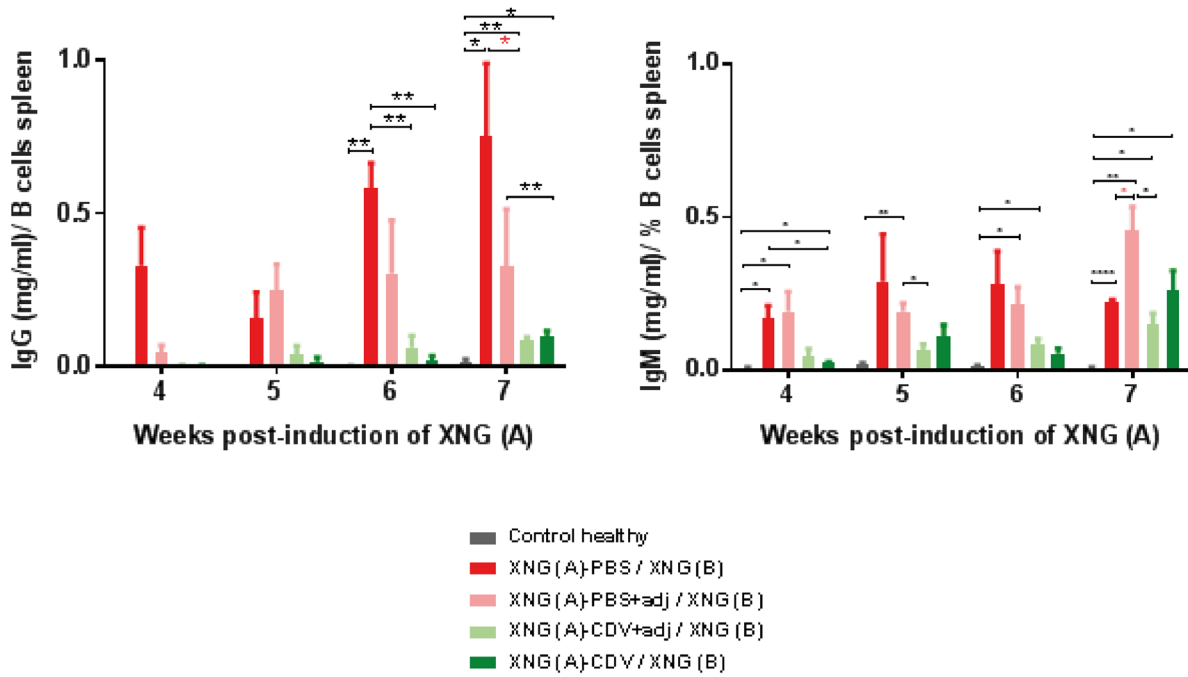 IgG (mg/ml)/ B cells spleen
1.0
0.5
0.0
** ** ** * ** * * **
4 5 6 7
Weeks post-induction of XNG (A)
IgM (mg/ml)/ % B cells spleen
1.0
0.5
0.0
* * * * ** * * * **** ** * * * *
4 5 6 7
Weeks post-induction of XNG (A)
Control healthy
XNG (A)-PBS / XNG (B)
XNG (A)-PBS+adj / XNG (B)
XNG (A)-CDV+adj / XNG (B)
XNG (A)-CDV / XNG (B)